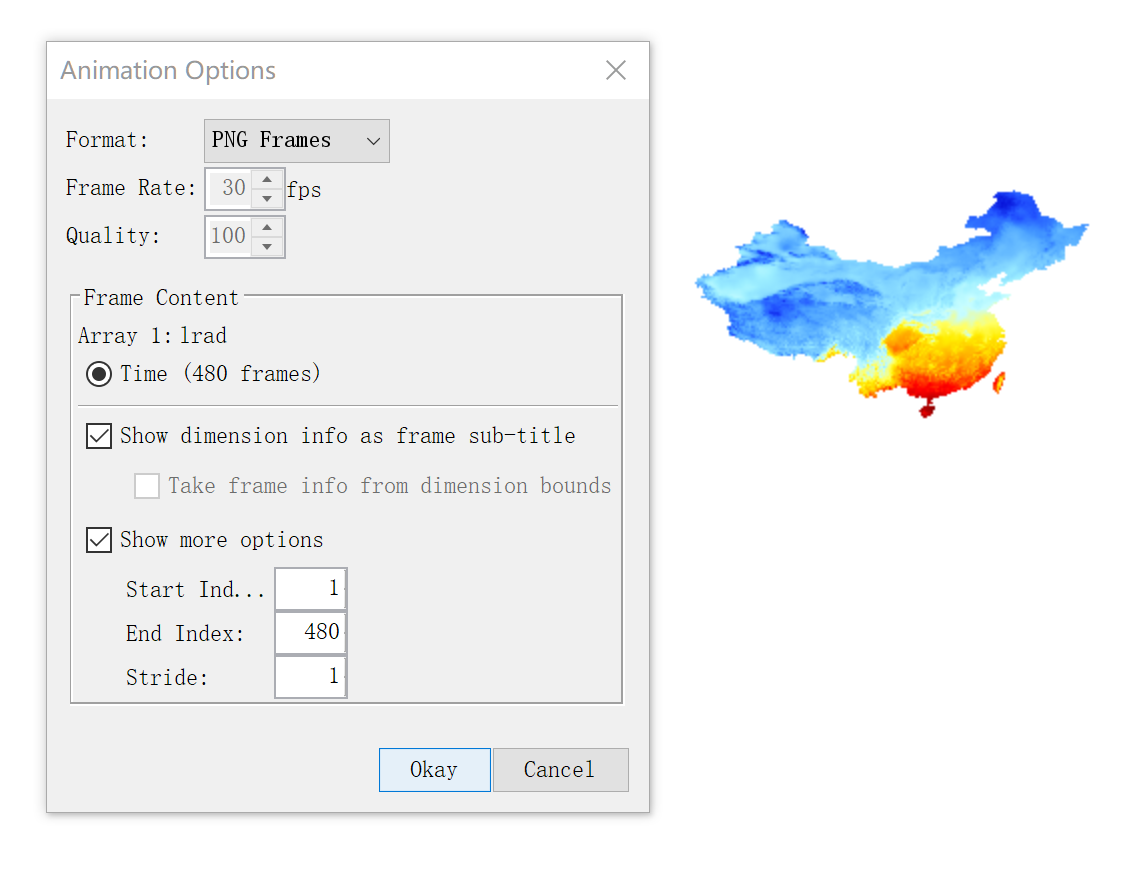 Animation Options
Format: PNG Frames
Frame Rate: 30 fps
Quality: 100
Frame Content
Array 1: lrad
Time (480 frames)
Show dimension info as frame sub-title
Take frame info from dimension bounds
Show more options
Start Ind... 1
End Index: 480
Stride: 1
Okay Cancel